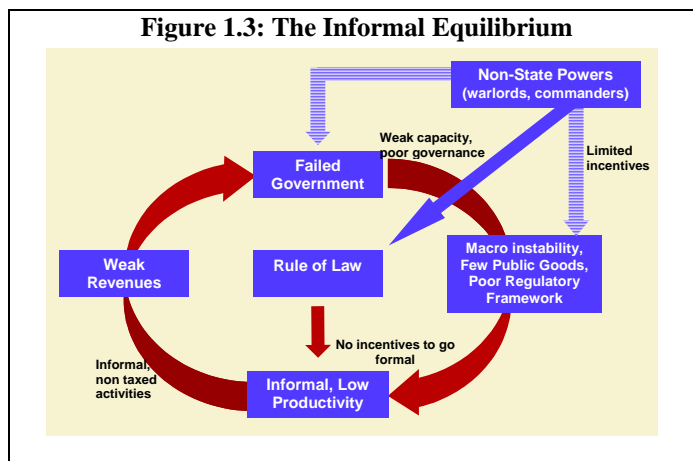 Figure 1.3: The Informal Equilibrium
Non-State Powers
(warlords, commanders)
Weak capacity,
poor governance
Limited
incentives
Failed
Government
Weak
Revenues
Rule of Law
Macro instability,
Few Public Goods,
Poor Regulatory
Framework
No incentives to go
formal
Informal,
non taxed
activities
Informal, Low
Productivity